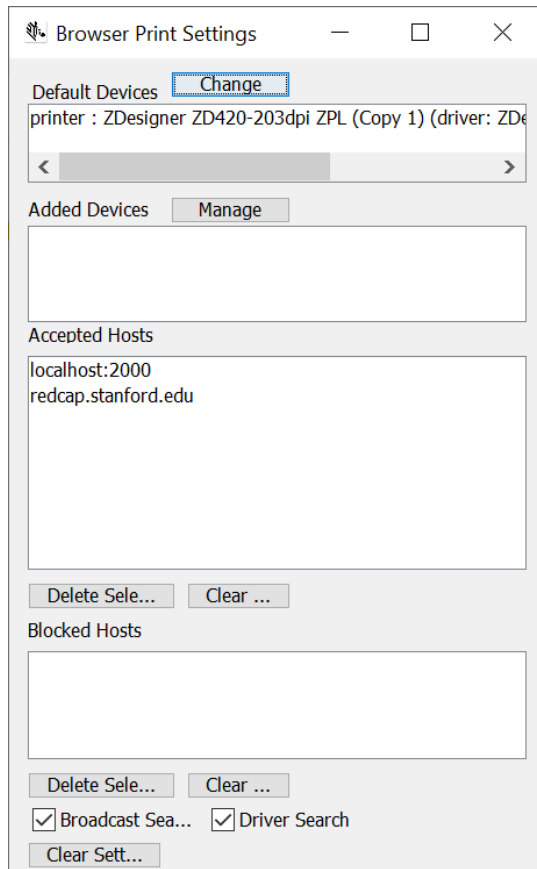 Browser Print Settings
Default Devices Change
printer : ZDesigner ZD420-203dpi ZPL (Copy 1) (driver: ZDe
Added Devices Manage
Accepted Hosts
localhost:2000
redcap.stanford.edu
Delete Sele... Clear ...
Blocked Hosts
Delete Sele... Clear ...
Broadcast Sea... Driver Search
Clear Sett...